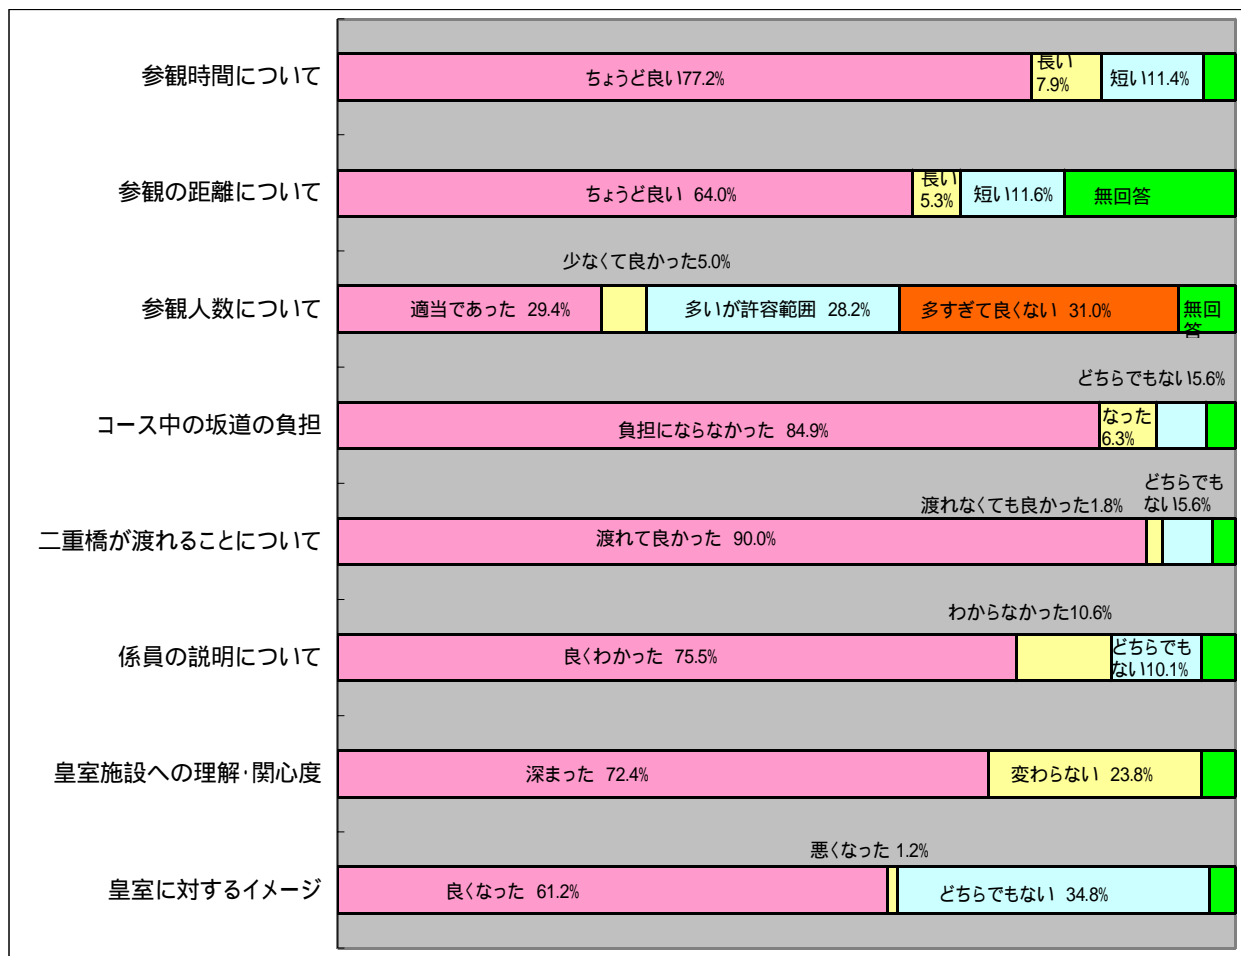 参観時間について
ちょうど良い77.2%
長い
7.9%
短い11.4%
参観の距離について
ちょうど良い 64.0%
長い
5.3%
短い11.6%
無回答
少なくて良かった5.0%
参観人数について
適当であった 29.4%
多いが許容範囲 28.2%
多すぎて良くない 31.0%
無回
答
どちらでもない5.6%
コース中の坂道の負担
負担にならなかった 84.9%
なった
6.3%
渡れなくても良かった1.8%
どちらでも
ない5.6%
二重橋が渡れることについて
渡れて良かった 90.0%
わからなかった10.6%
係員の説明について
良くわかった 75.5%
どちらでも
ない10.1%
皇室施設への理解・関心度
深まった 72.4%
変わらない 23.8%
悪くなった 1.2%
皇室に対するイメージ
良くなった 61.2%
どちらでもない 34.8%